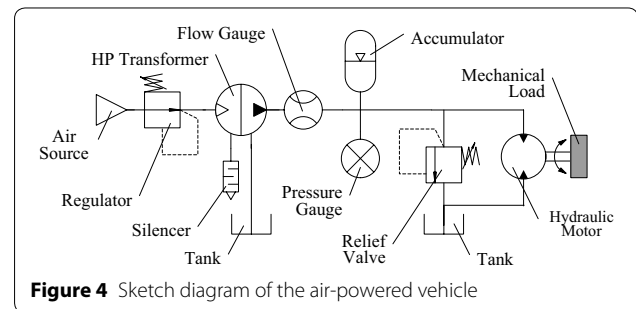 Flow Gauge
Accumulator
HP Transformer
Mechanical
Load
Air
Source
Regulator
Silencer
Tank
Pressure
Gauge
Relief
Valve
Tank
Hydraulic
Motor
Figure 4 Sketch diagram of the air-powered vehicle